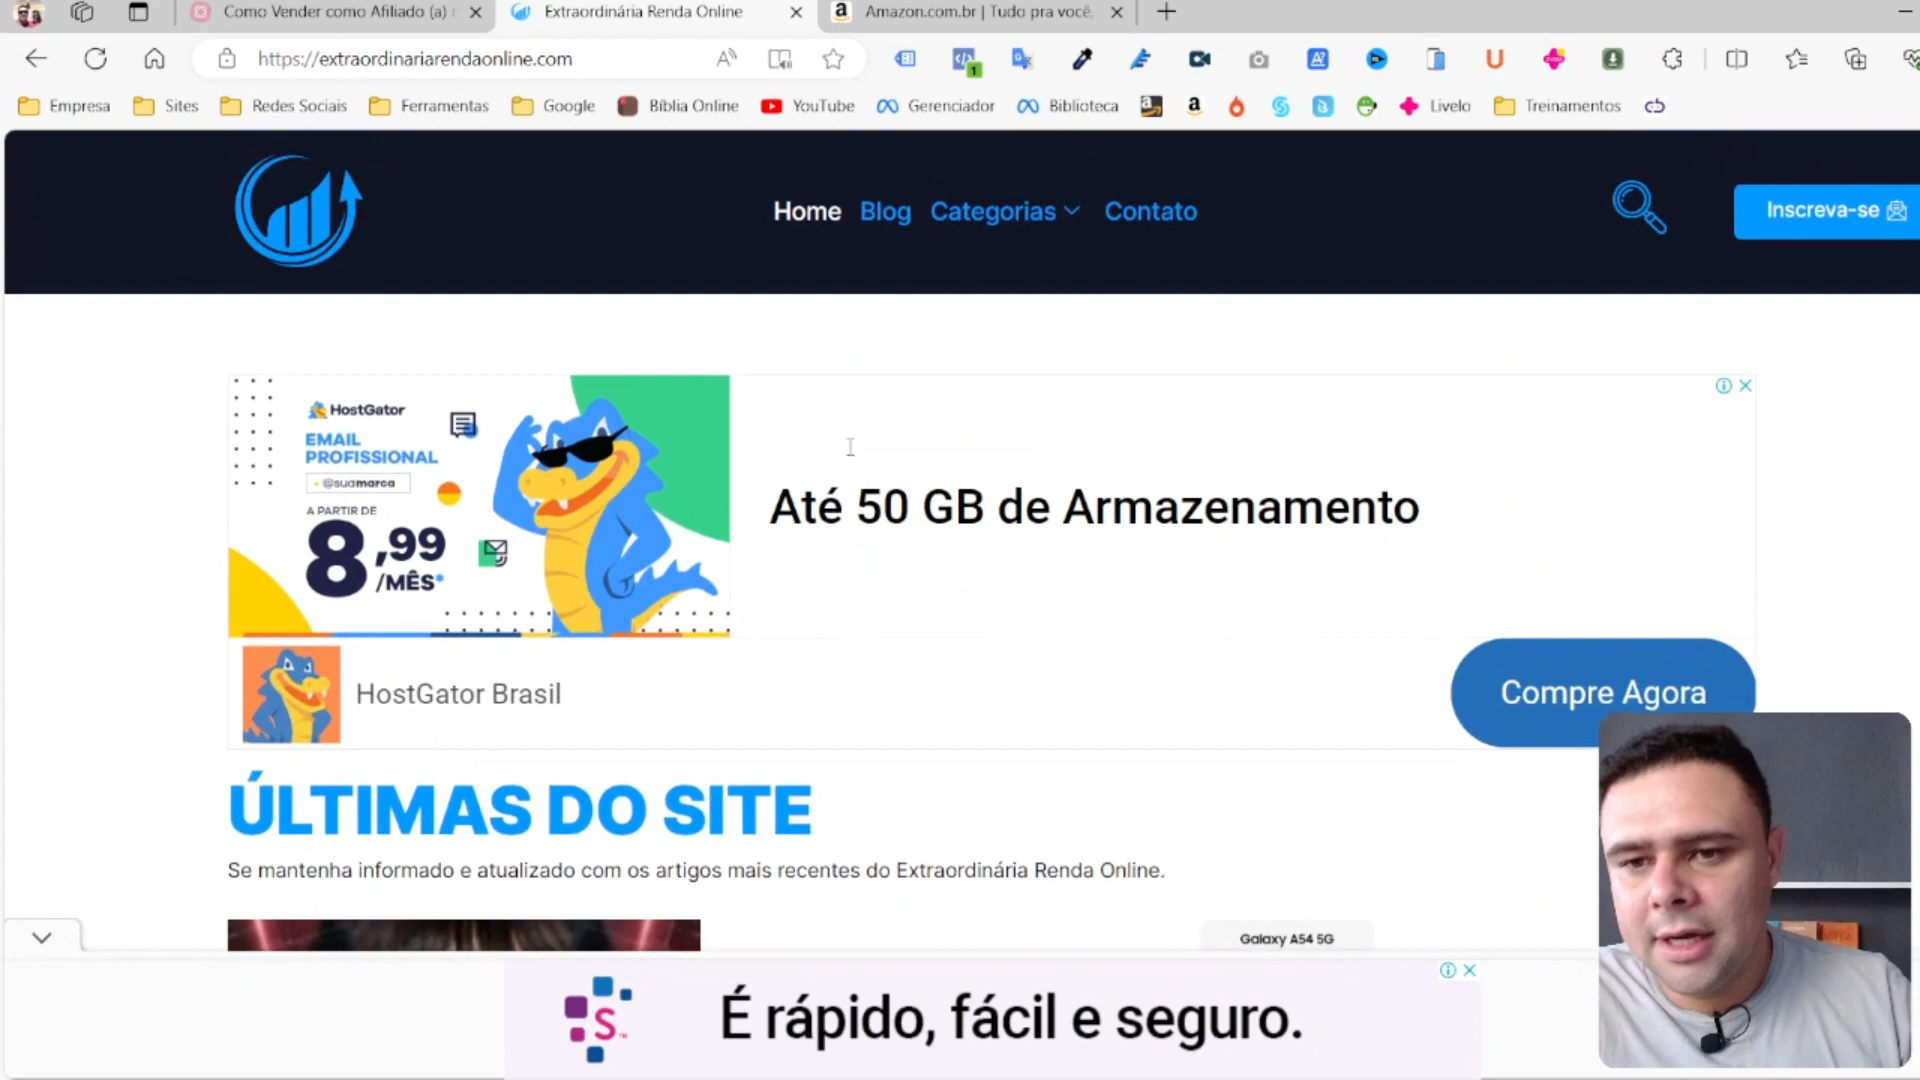 Como Vender como Afiliado (a) r
Extraordinária Renda Online
Amazon.com.br | Tudo pra você,
https://extraordinariarendaonline.com
1
Empresa
Sites
Redes Sociais
Ferramentas
Google
Bíblia Online
YouTube
Gerenciador
Biblioteca
Livelo
Treinamentos
Home
Blog
Categorias
Contato
Inscreva-se
HostGator
EMAIL
PROFISSIONAL
@suamarca
A PARTIR DE
8,99
/MÊS*
Até 50 GB de Armazenamento
HostGator Brasil
Compre Agora
ÚLTIMAS DO SITE
Se mantenha informado e atualizado com os artigos mais recentes do Extraordinária Renda Online.
Galaxy A54 5G
S
É rápido, fácil e seguro.